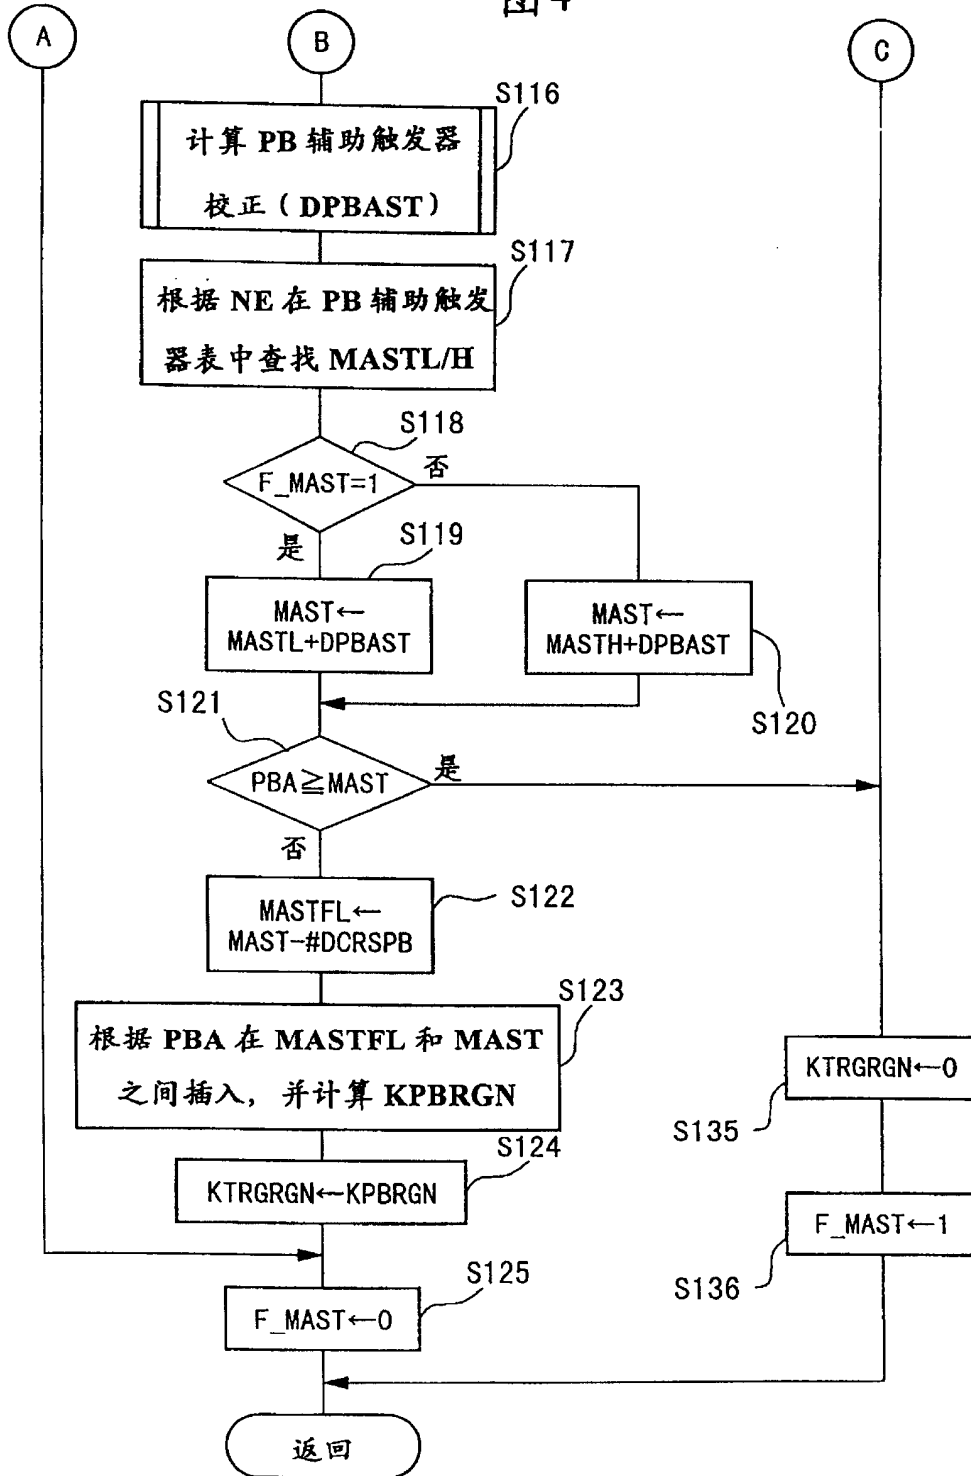 图4
A
B
C
S116
计算 PB 辅助触发器
校正(DPBAST)
S117
根据 NE 在 PB 辅助触发
器表中查找 MASTL/H
S118
F_MAST=1
否
是
S119
MAST←
MASTL+DPBAST
MAST←
MASTH+DPBAST
S120
S121
PBA≧MAST
是
否
S122
MASTFL←
MAST-#DCRSPB
S123
根据 PBA 在 MASTFL 和 MAST
之间插入, 并计算 KPBRGN
KTRGRGN←0
S135
S124
KTRGRGN←KPBRGN
F_MAST←1
S136
S125
F_MAST←0
返回